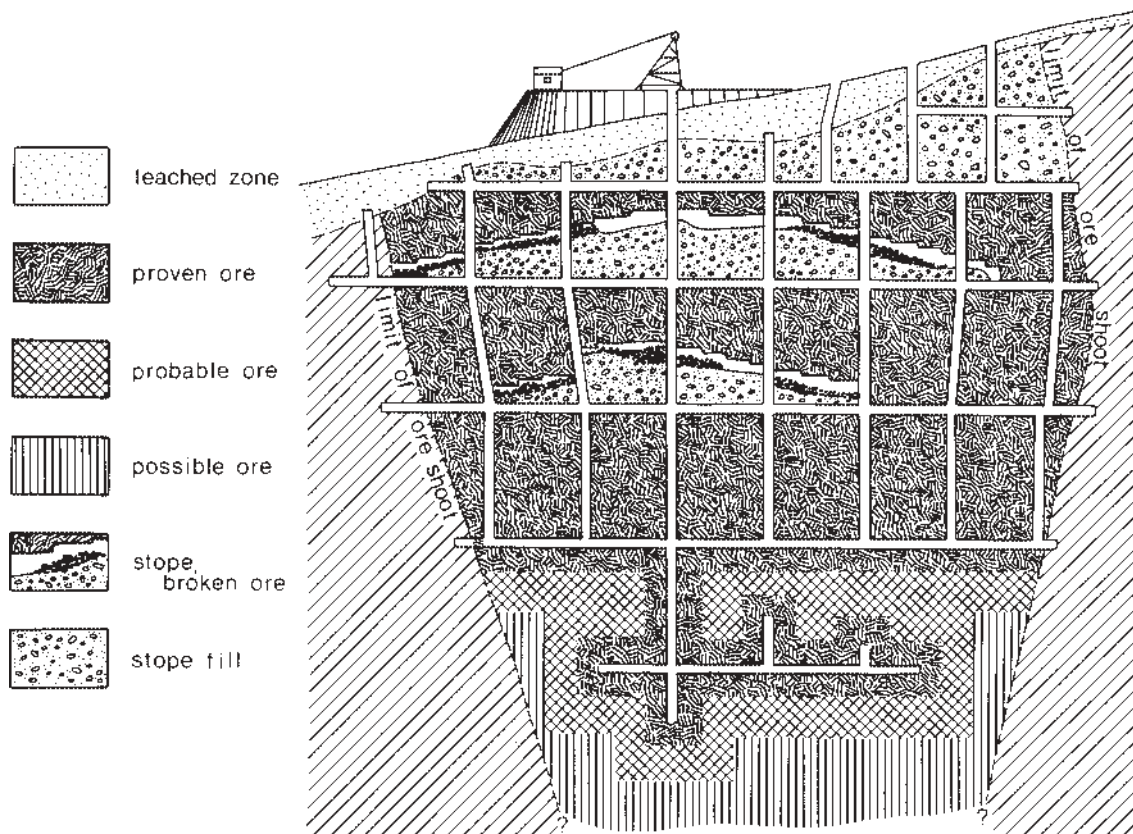 leached zone
proven ore
probable ore
possible ore
stope,
broken ore
stope fill
limit of ore shoot
limit of ore shoot
?
?